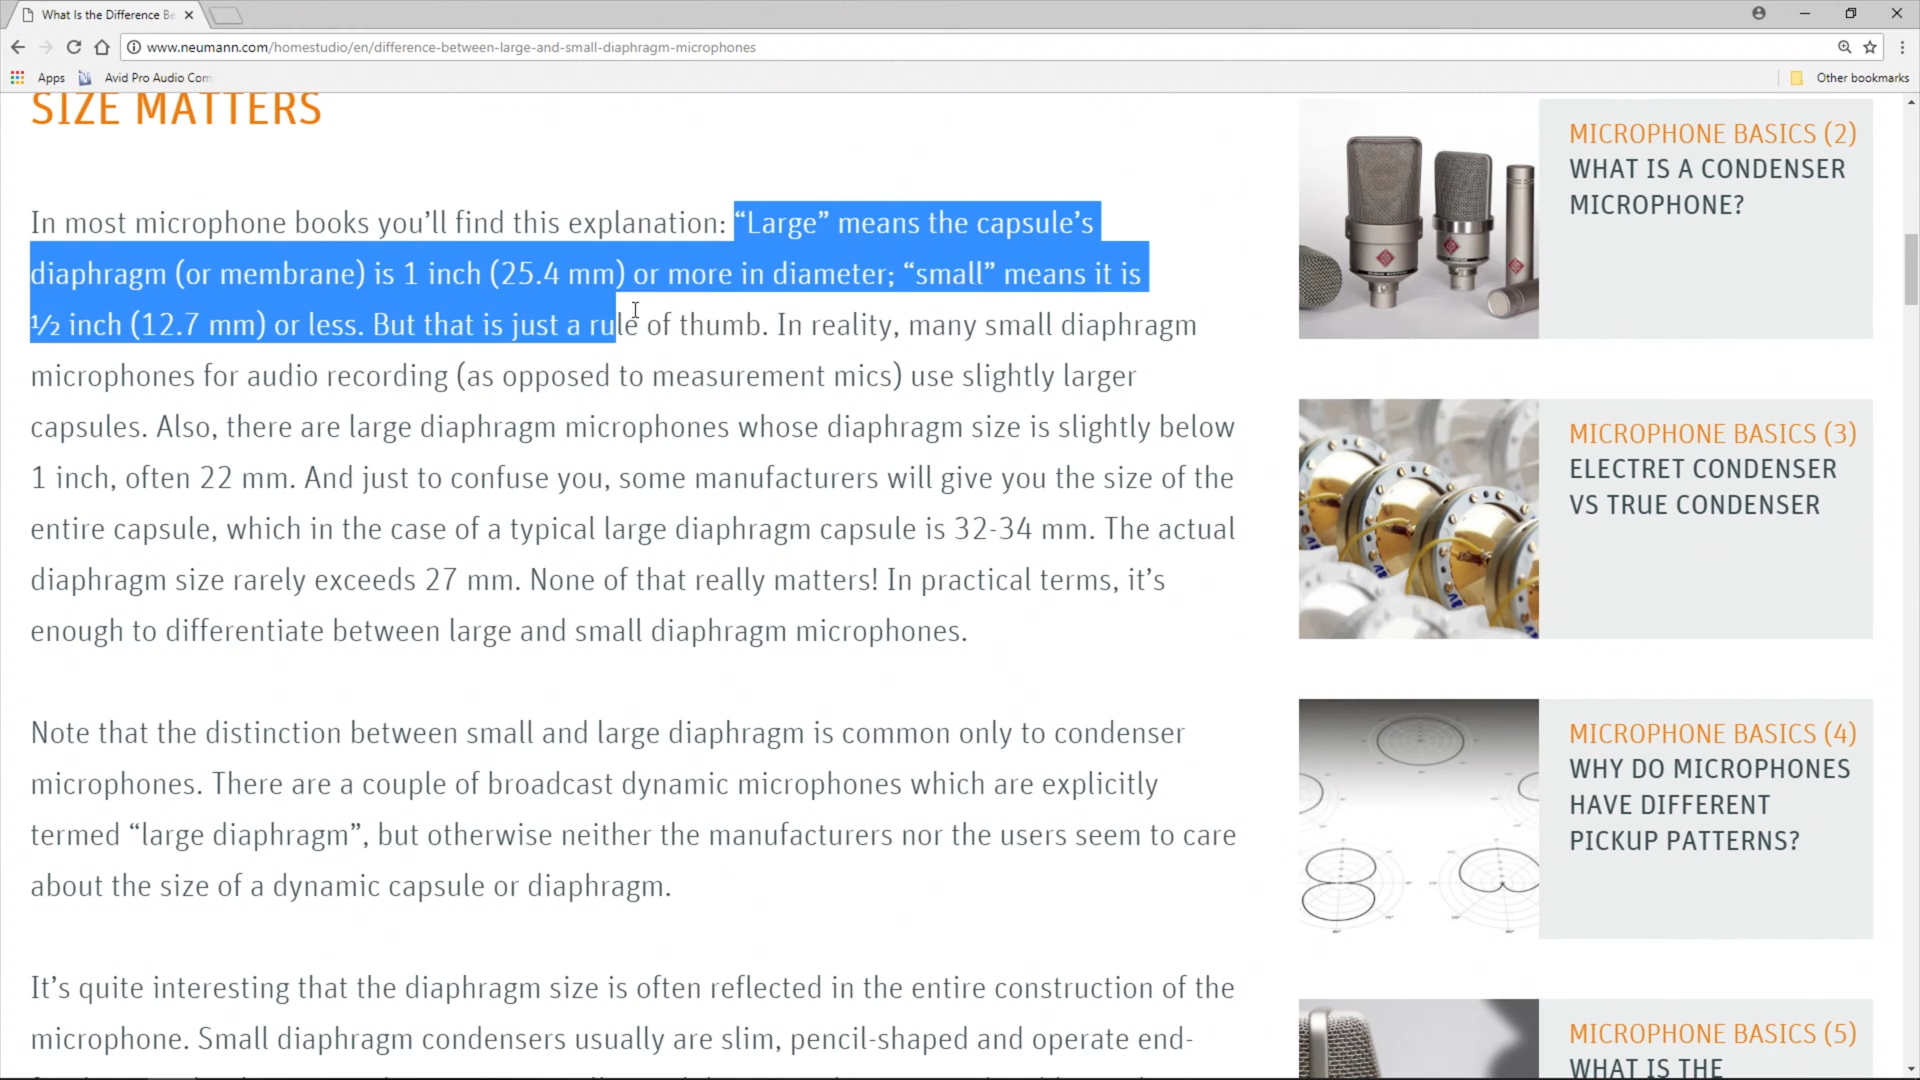 What Is the Difference Be
www.neumann.com/homestudio/en/difference-between-large-and-small-diaphragm-microphones
Apps
Avid Pro Audio Com
Other bookmarks
SIZE MATTERS
In most microphone books you’ll find this explanation: “Large” means the capsule’s
diaphragm (or membrane) is 1 inch (25.4 mm) or more in diameter; “small” means it is
½ inch (12.7 mm) or less. But that is just a rule of thumb. In reality, many small diaphragm
microphones for audio recording (as opposed to measurement mics) use slightly larger
capsules. Also, there are large diaphragm microphones whose diaphragm size is slightly below
1 inch, often 22 mm. And just to confuse you, some manufacturers will give you the size of the
entire capsule, which in the case of a typical large diaphragm capsule is 32-34 mm. The actual
diaphragm size rarely exceeds 27 mm. None of that really matters! In practical terms, it’s
enough to differentiate between large and small diaphragm microphones.
Note that the distinction between small and large diaphragm is common only to condenser
microphones. There are a couple of broadcast dynamic microphones which are explicitly
termed “large diaphragm”, but otherwise neither the manufacturers nor the users seem to care
about the size of a dynamic capsule or diaphragm.
It’s quite interesting that the diaphragm size is often reflected in the entire construction of the
microphone. Small diaphragm condensers usually are slim, pencil-shaped and operate end-
MICROPHONE BASICS (2)
WHAT IS A CONDENSER
MICROPHONE?
MICROPHONE BASICS (3)
ELECTRET CONDENSER
VS TRUE CONDENSER
MICROPHONE BASICS (4)
WHY DO MICROPHONES
HAVE DIFFERENT
PICKUP PATTERNS?
MICROPHONE BASICS (5)
WHAT IS THE